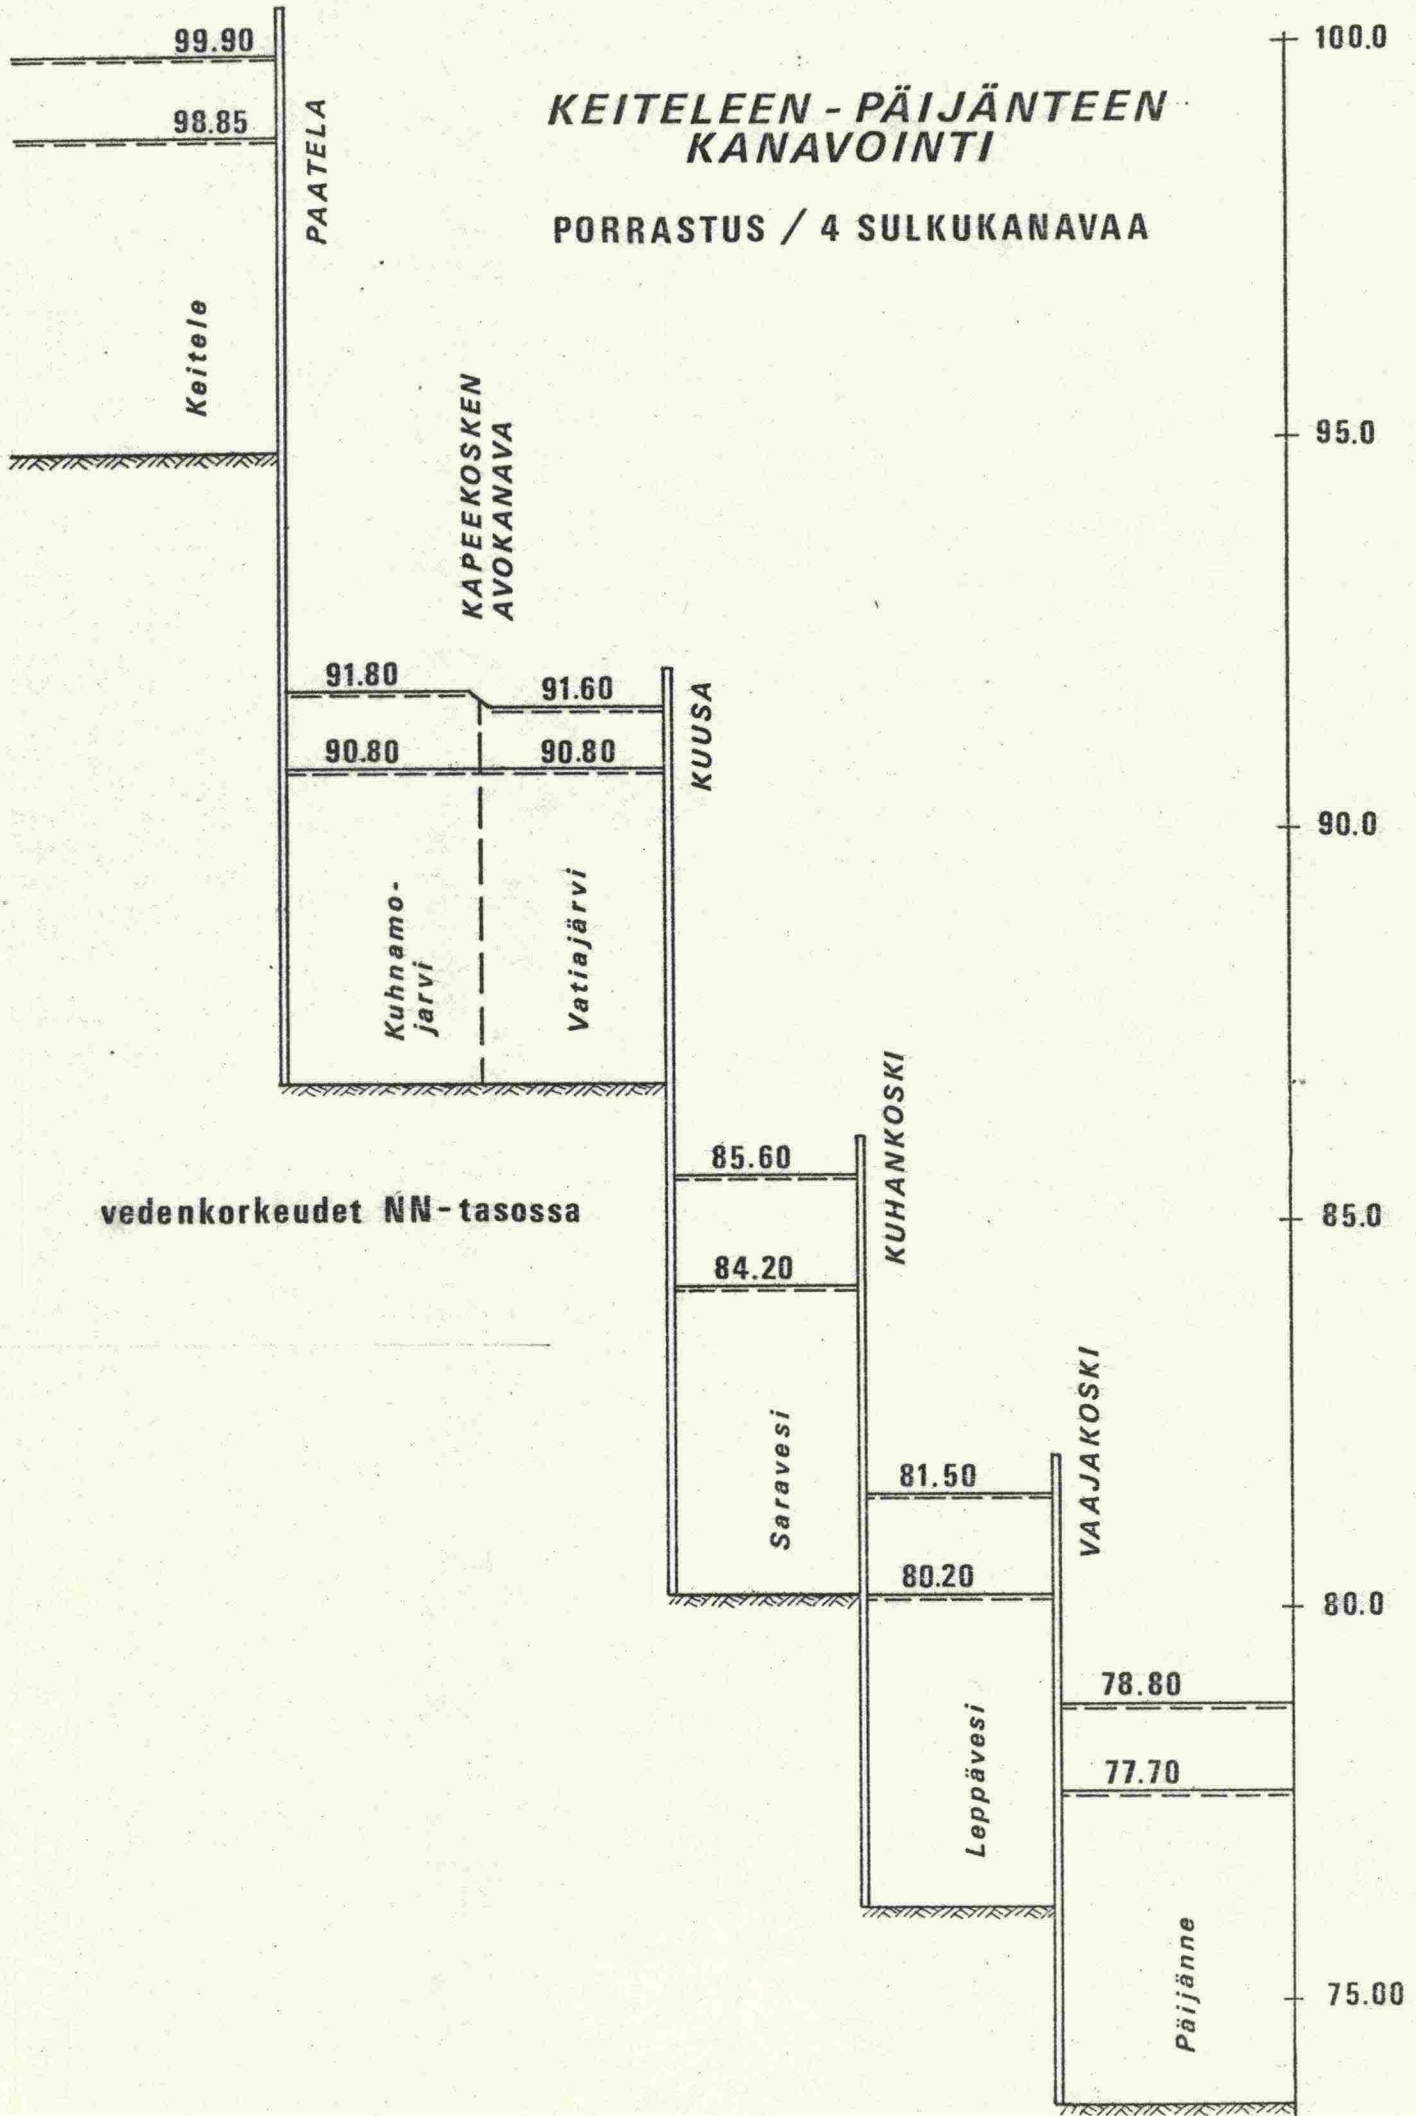 KEITELEEN - PÄIJÄNTEEN
KANAVOINTI
PORRASTUS / 4 SULKUKANAVAA
99.90
98.85
PAATELA
Keitele
KAPEEKOSKEN
AVOKANAVA
91.80
91.60
90.80
90.80
KUUSA
Kuhnamo-
jarvi
Vatiajärvi
vedenkorkeudet NN-tasossa
85.60
84.20
KUHANKOSKI
Saravesi
81.50
80.20
VAAJAKOSKI
Leppävesi
78.80
77.70
Päijänne
100.0
95.0
90.0
85.0
80.0
75.00